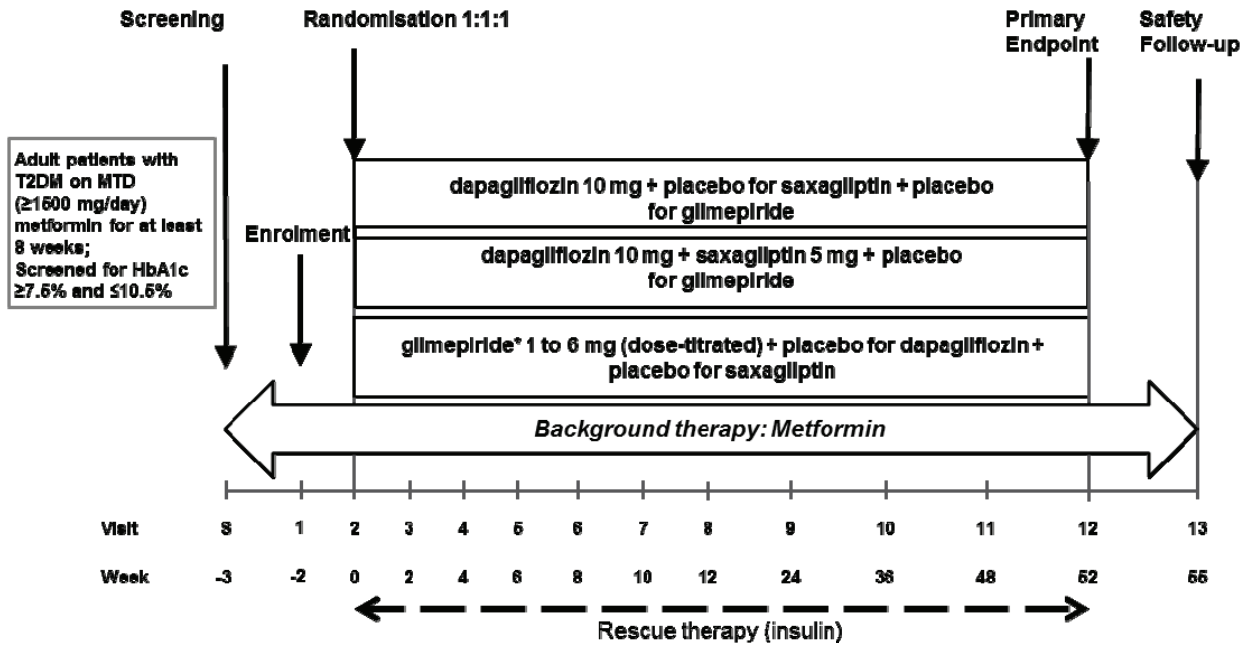 Screening
Randomisation 1:1:1
Primary
Endpoint
Safety
Follow-up
Adult patients with
T2DM on MTD
(≥1500 mg/day)
metformin for at least
8 weeks;
Screened for HbA1c
≥7.5% and ≤10.5%
Enrolment
dapagliflozin 10 mg + placebo for saxagliptin + placebo
for glimepiride
dapagliflozin 10 mg + saxagliptin 5 mg + placebo
for glimepiride
glimepiride* 1 to 6 mg (dose-titrated) + placebo for dapagliflozin +
placebo for saxagliptin
Background therapy: Metformin
Visit S 1 2 3 4 5 6 7 8 9 10 11 12 13
Week -3 -2 0 2 4 6 8 10 12 24 36 48 52 55
Rescue therapy (insulin)